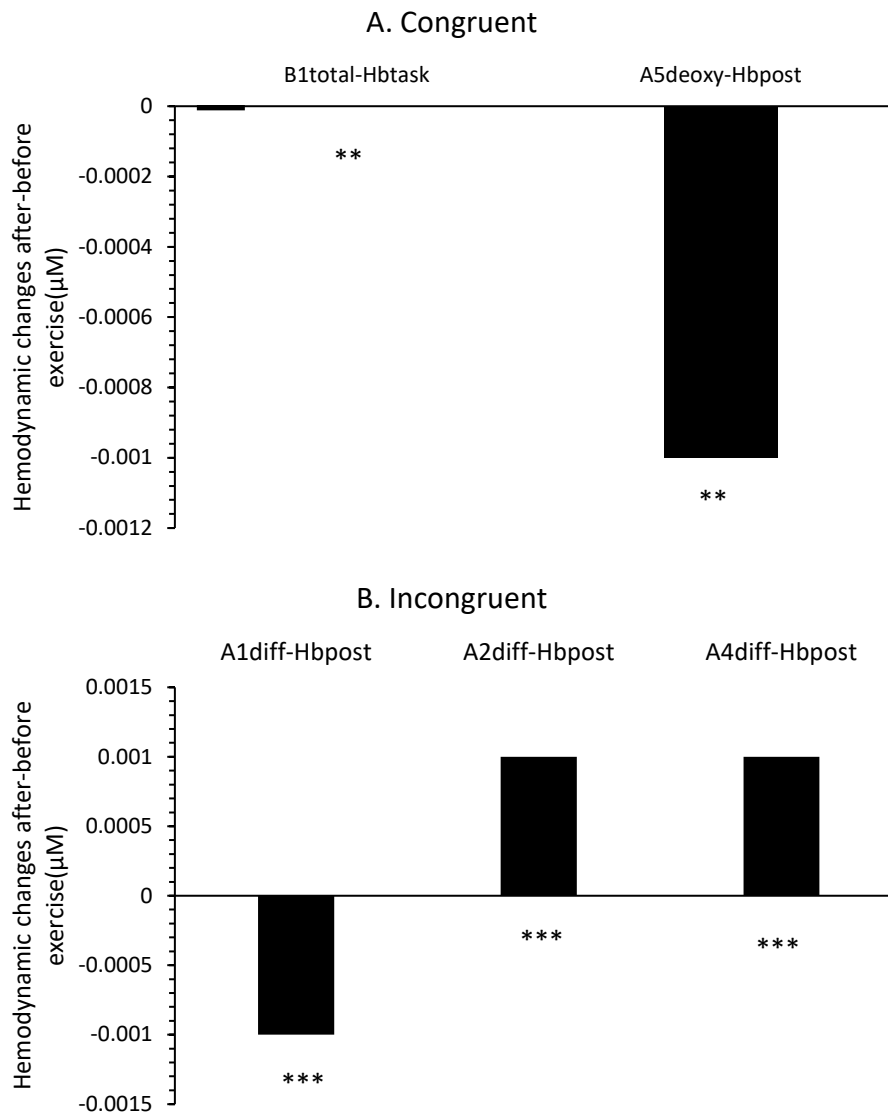 A. Congruent
B1total-Hbtask A5deoxy-Hbpost
0
-0.0002
-0.0004
-0.0006
-0.0008
-0.001
-0.0012
Hemodynamic changes after-before
exercise(μM)
**
**
B. Incongruent
A1diff-Hbpost A2diff-Hbpost A4diff-Hbpost
0.0015
0.001
0.0005
0
-0.0005
-0.001
-0.0015
Hemodynamic changes after-before
exercise(μM)
*** ***
***